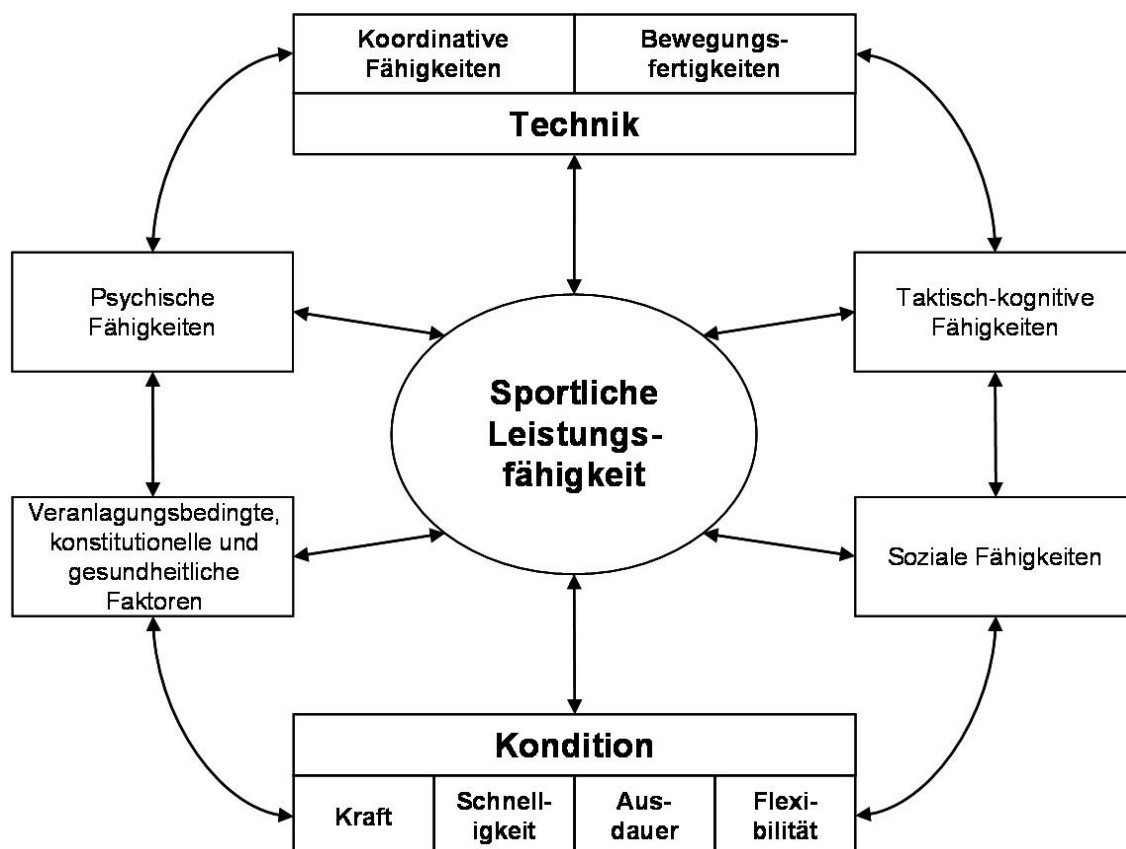 Koordinative
Fähigkeiten
Bewegungs-
fertigkeiten
Technik
Psychische
Fähigkeiten
Taktisch-kognitive
Fähigkeiten
Sportliche
Leistungs-
fähigkeit
Veranlagungsbedingte,
konstitutionelle und
gesundheitliche
Faktoren
Soziale Fähigkeiten
Kondition
Kraft
Schnell-
igkeit
Aus-
dauer
Flexi-
bilität